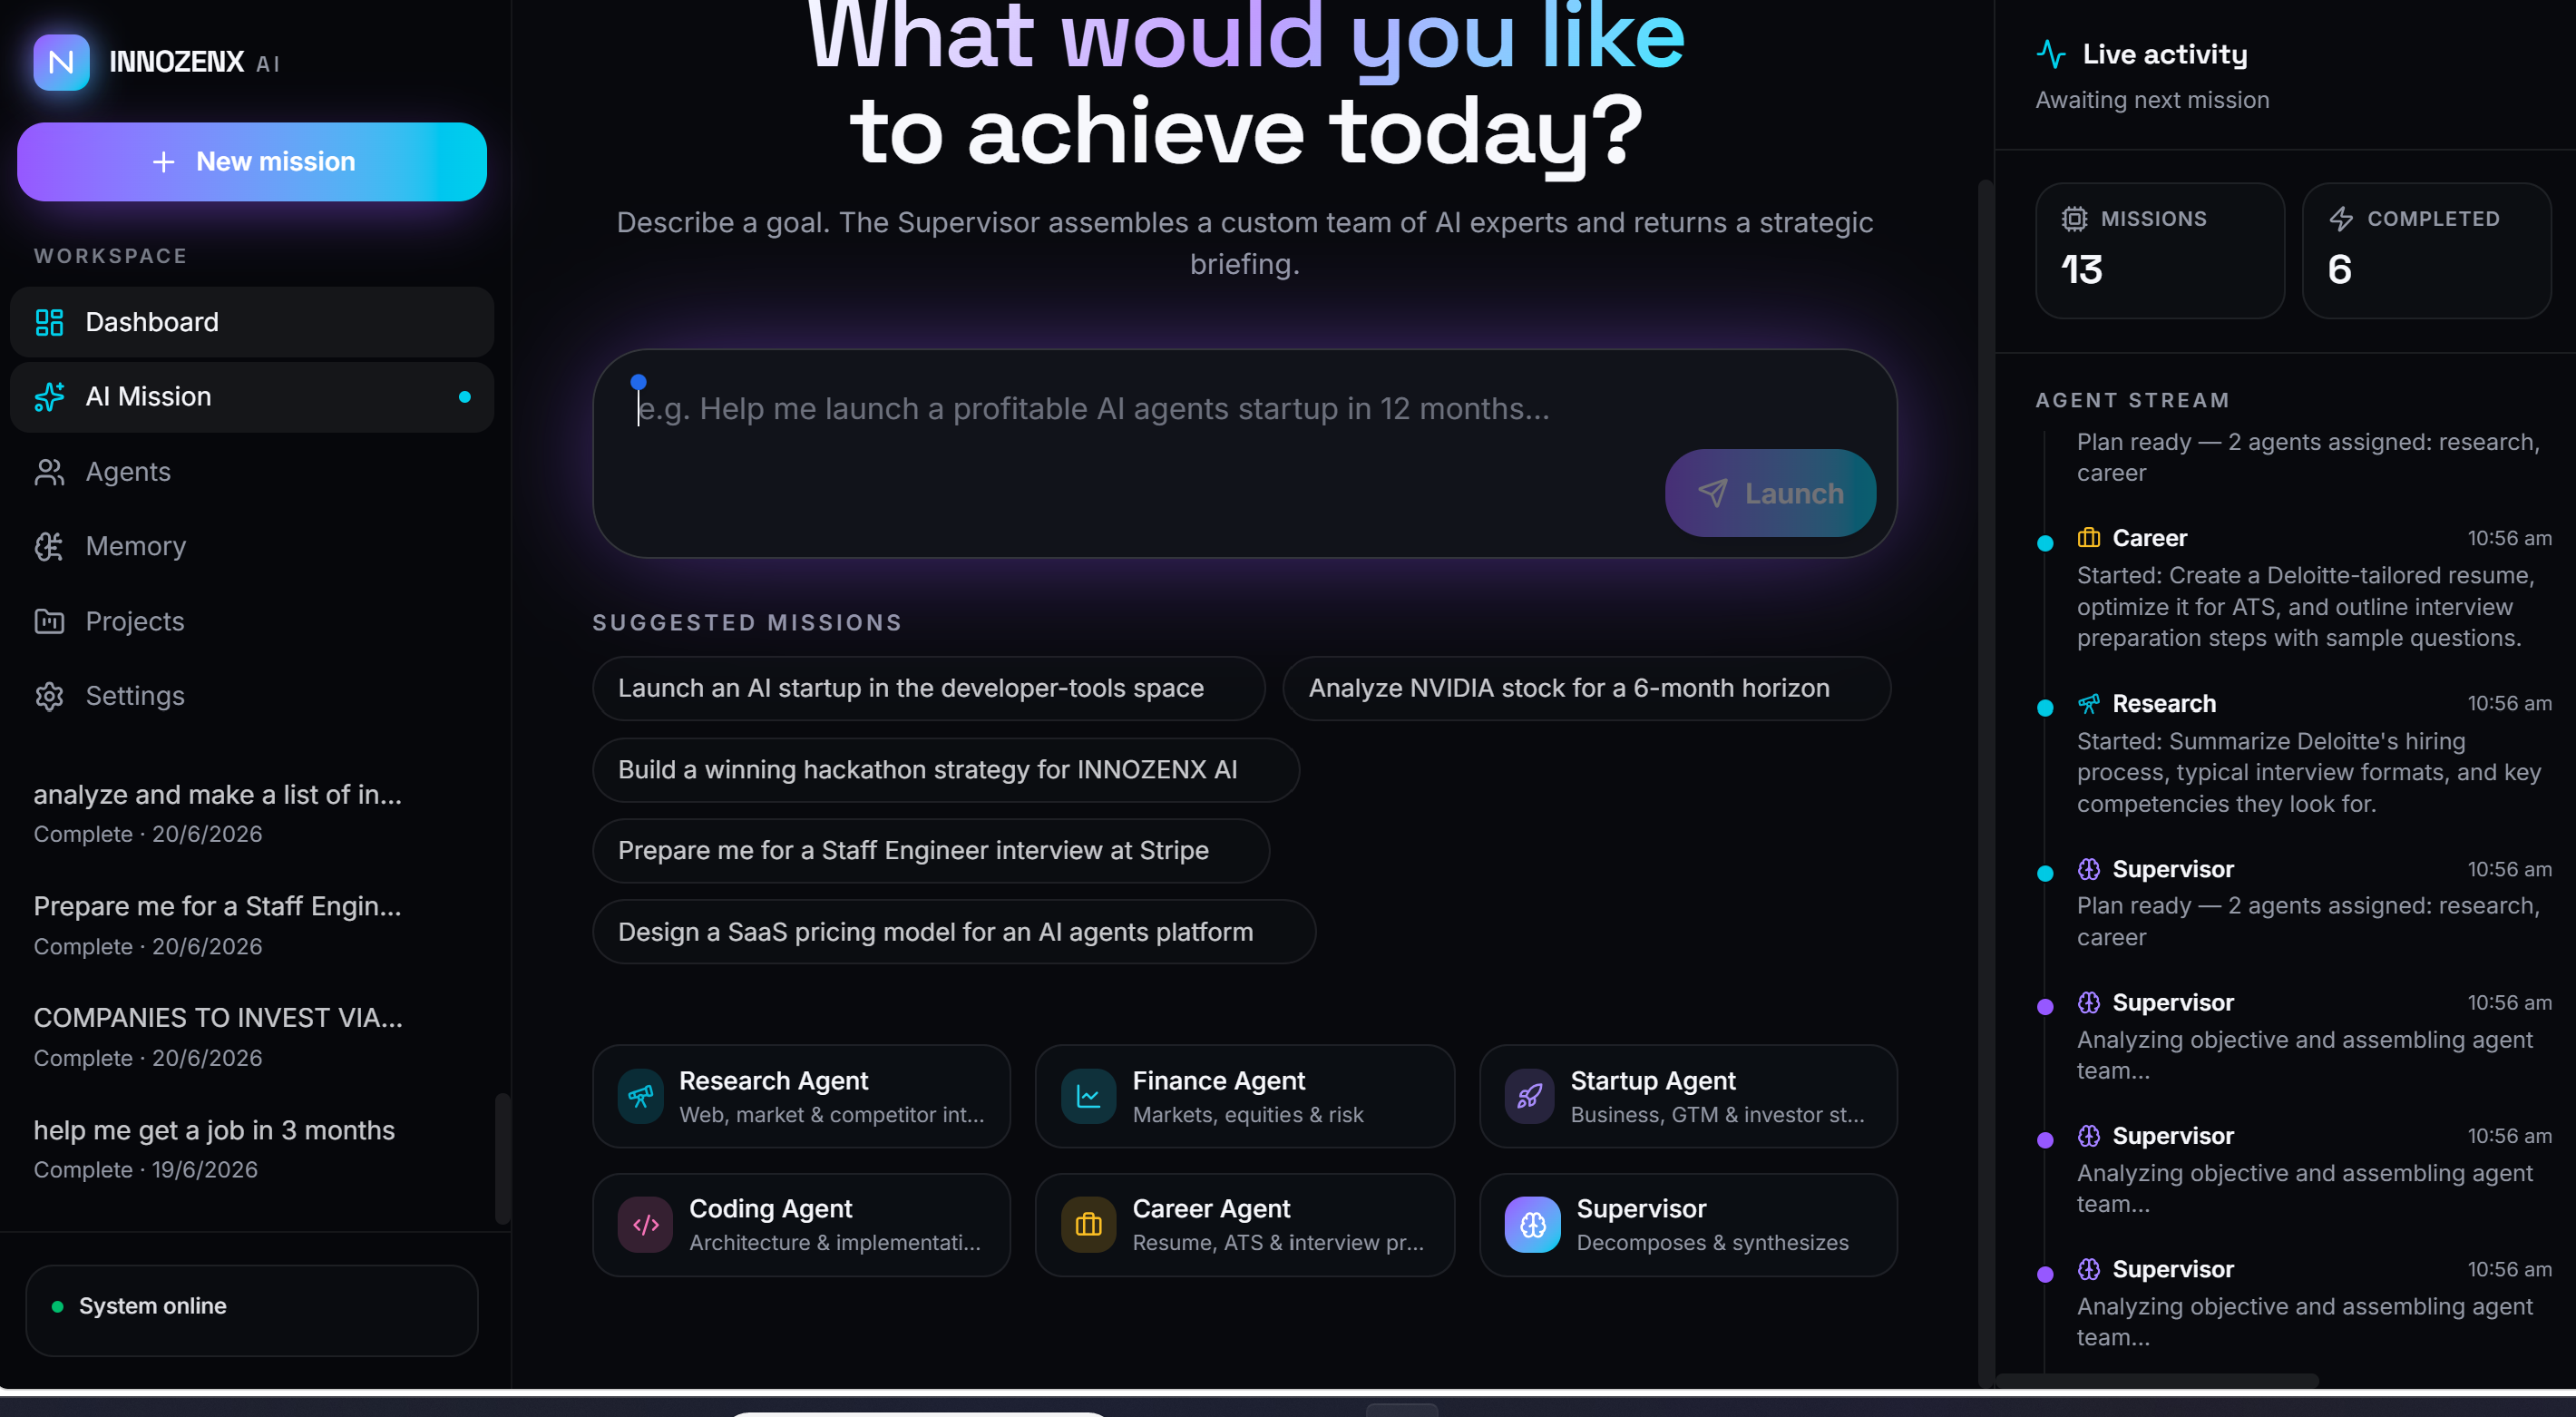 INNOZENX AI
New mission
WORKSPACE
Dashboard
AI Mission
Agents
Memory
Projects
Settings
analyze and make a list of in...
Complete · 20/6/2026
Prepare me for a Staff Engin...
Complete · 20/6/2026
COMPANIES TO INVEST VIA...
Complete · 20/6/2026
help me get a job in 3 months
Complete · 19/6/2026
System online
What would you like
to achieve today?
Describe a goal. The Supervisor assembles a custom team of AI experts and returns a strategic
briefing.
e.g. Help me launch a profitable AI agents startup in 12 months...
Launch
SUGGESTED MISSIONS
Launch an AI startup in the developer-tools space
Analyze NVIDIA stock for a 6-month horizon
Build a winning hackathon strategy for INNOZENX AI
Prepare me for a Staff Engineer interview at Stripe
Design a SaaS pricing model for an AI agents platform
Research Agent
Web, market & competitor int...
Finance Agent
Markets, equities & risk
Startup Agent
Business, GTM & investor st...
Coding Agent
Architecture & implementati...
Career Agent
Resume, ATS & interview pr...
Supervisor
Decomposes & synthesizes
Live activity
Awaiting next mission
MISSIONS
13
COMPLETED
6
AGENT STREAM
Plan ready — 2 agents assigned: research,
career
Career 10:56 am
Started: Create a Deloitte-tailored resume,
optimize it for ATS, and outline interview
preparation steps with sample questions.
Research 10:56 am
Started: Summarize Deloitte's hiring
process, typical interview formats, and key
competencies they look for.
Supervisor 10:56 am
Plan ready — 2 agents assigned: research,
career
Supervisor 10:56 am
Analyzing objective and assembling agent
team...
Supervisor 10:56 am
Analyzing objective and assembling agent
team...
Supervisor 10:56 am
Analyzing objective and assembling agent
team...